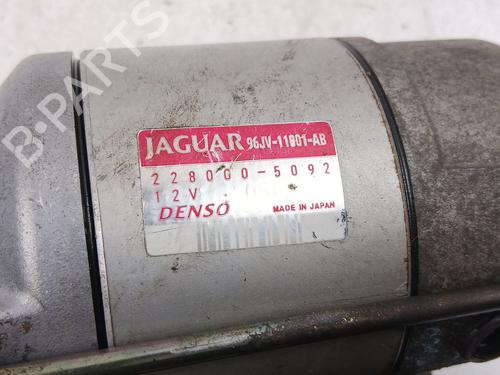 B-PARTS
JAGUAR 96JV-11001-AB
228000-5092
12V
DENSO MADE IN JAPAN